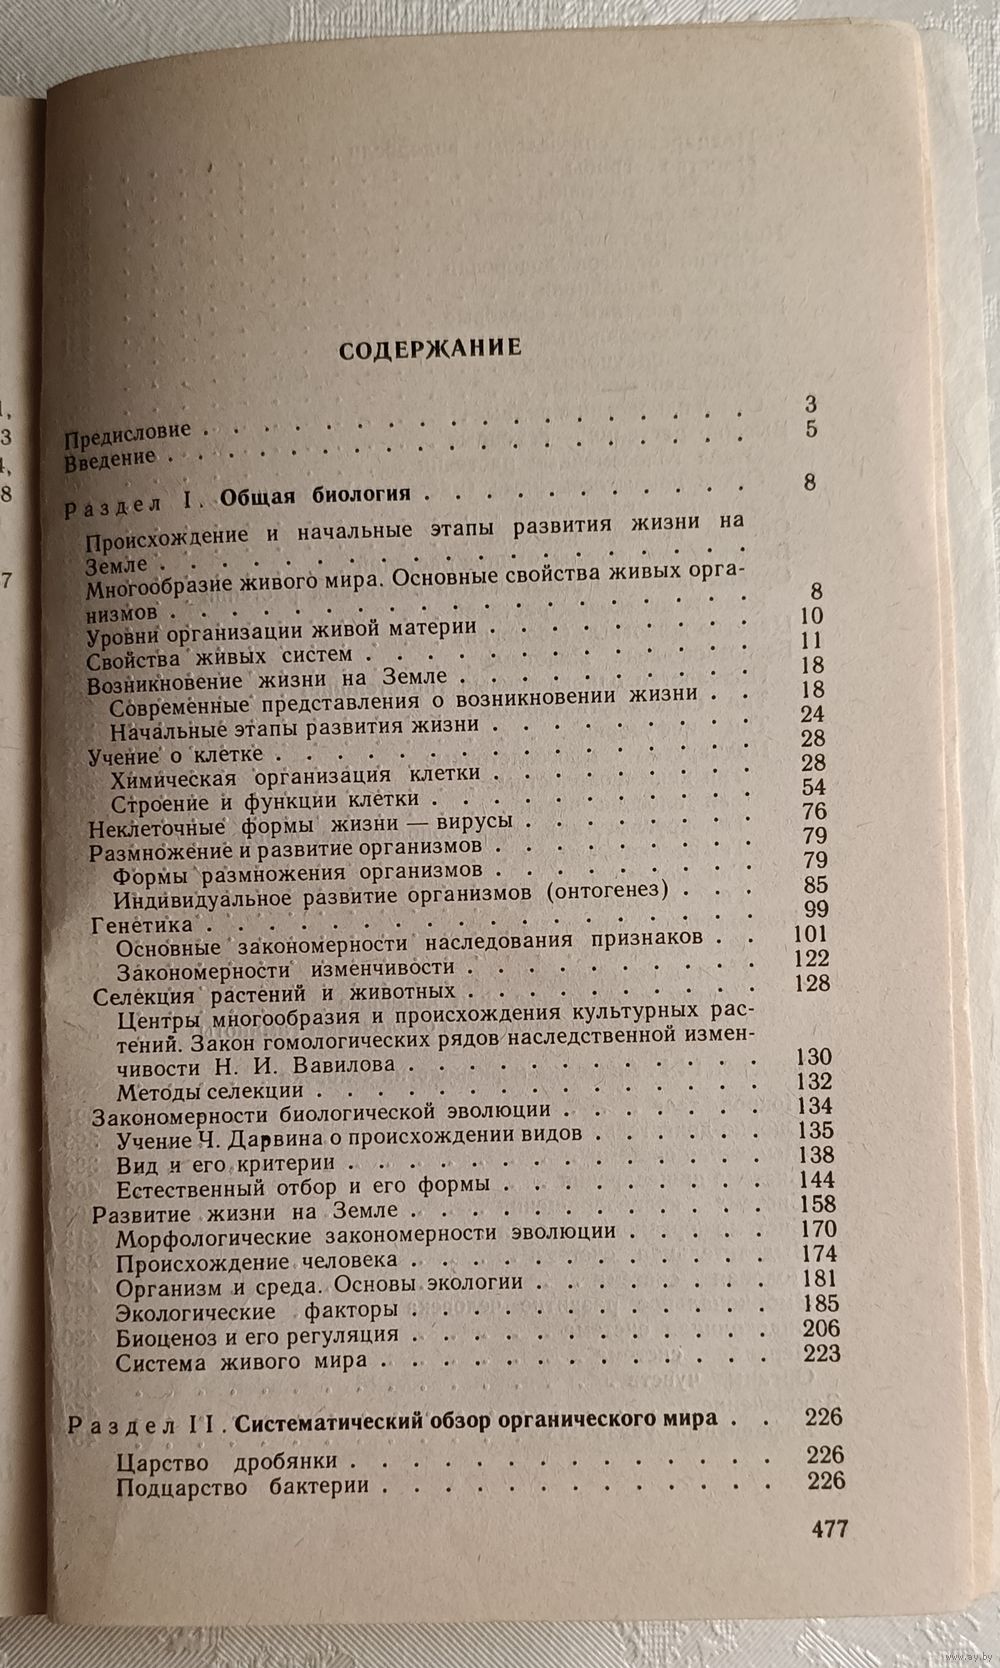 СОДЕРЖАНИЕ
Предисловие . . . . . . . . . . . . . . . . . . 3
Введение . . . . . . . . . . . . . . . . . . . 5
Раздел I. Общая биология . . . . . . . . . . . 8
Происхождение и начальные этапы развития жизни на
Земле . . . . . . . . . . . . . . . . . . . .
Многообразие живого мира. Основные свойства живых орга-
низмов . . . . . . . . . . . . . . . . . . . 8
Уровни организации живой материи . . . . . . . . . 10
Свойства живых систем . . . . . . . . . . . . . 11
Возникновение жизни на Земле . . . . . . . . . . 18
Современные представления о возникновении жизни . . 18
Начальные этапы развития жизни . . . . . . . . . 24
Учение о клетке . . . . . . . . . . . . . . . . 28
Химическая организация клетки . . . . . . . . . 28
Строение и функции клетки . . . . . . . . . . . 54
Неклеточные формы жизни — вирусы . . . . . . . . 76
Размножение и развитие организмов . . . . . . . . . 79
Формы размножения организмов . . . . . . . . . 79
Индивидуальное развитие организмов (онтогенез) . . . 85
Генетика . . . . . . . . . . . . . . . . . . . 99
Основные закономерности наследования признаков . . 101
Закономерности изменчивости . . . . . . . . . . 122
Селекция растений и животных . . . . . . . . . . 128
Центры многообразия и происхождения культурных рас-
тений. Закон гомологических рядов наследственной измен-
чивости Н. И. Вавилова . . . . . . . . . . . . 130
Методы селекции . . . . . . . . . . . . . . . 132
Закономерности биологической эволюции . . . . . . . 134
Учение Ч. Дарвина о происхождении видов . . . . . . 135
Вид и его критерии . . . . . . . . . . . . . . 138
Естественный отбор и его формы . . . . . . . . . 144
Развитие жизни на Земле . . . . . . . . . . . . 158
Морфологические закономерности эволюции . . . . . 170
Происхождение человека . . . . . . . . . . . . 174
Организм и среда. Основы экологии . . . . . . . . 181
Экологические факторы . . . . . . . . . . . . 185
Биоценоз и его регуляция . . . . . . . . . . . . 206
Система живого мира . . . . . . . . . . . . . 223
Раздел II. Систематический обзор органического мира . . 226
Царство дробянки . . . . . . . . . . . . . . 226
Подцарство бактерии . . . . . . . . . . . . . 226
477
www.ay.by